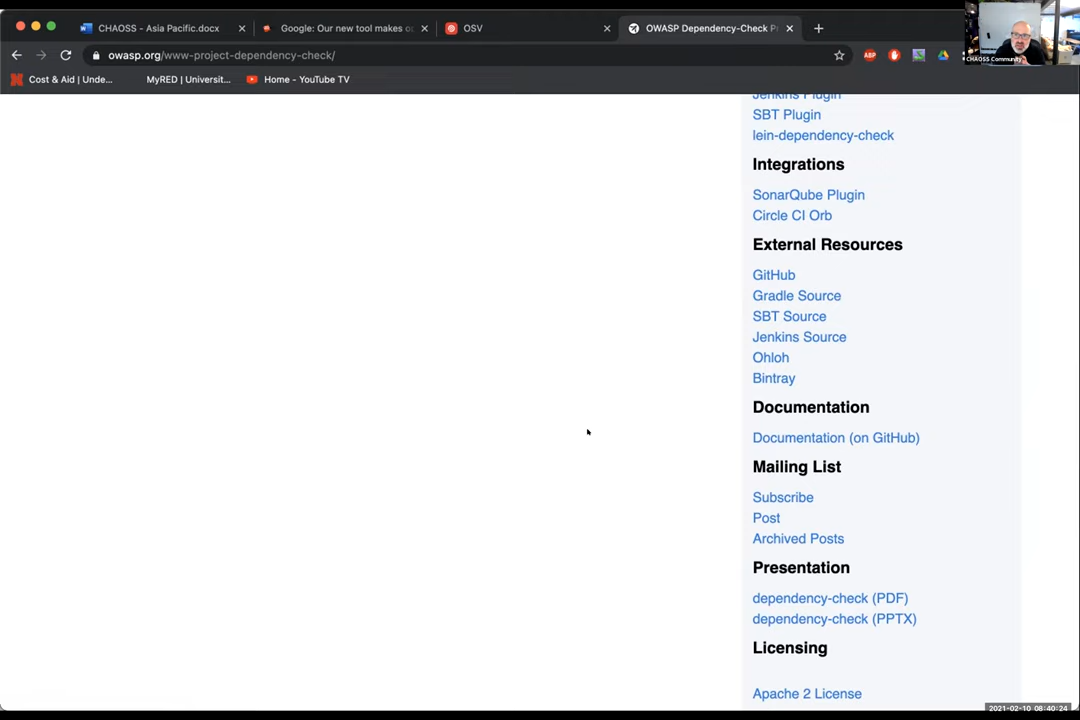 CHAOSS - Asia Pacific.docx
Google: Our new tool makes o
OSV
OWASP Dependency-Check P
owasp.org/www-project-dependency-check/
ABP
CHAOSS Community
Cost & Aid | Unde...
MyRED | Universit...
Home - YouTube TV
Jenkins Plugin
SBT Plugin
lein-dependency-check
Integrations
SonarQube Plugin
Circle CI Orb
External Resources
GitHub
Gradle Source
SBT Source
Jenkins Source
Ohloh
Bintray
Documentation
Documentation (on GitHub)
Mailing List
Subscribe
Post
Archived Posts
Presentation
dependency-check (PDF)
dependency-check (PPTX)
Licensing
Apache 2 License
2021-02-10 08:40:24